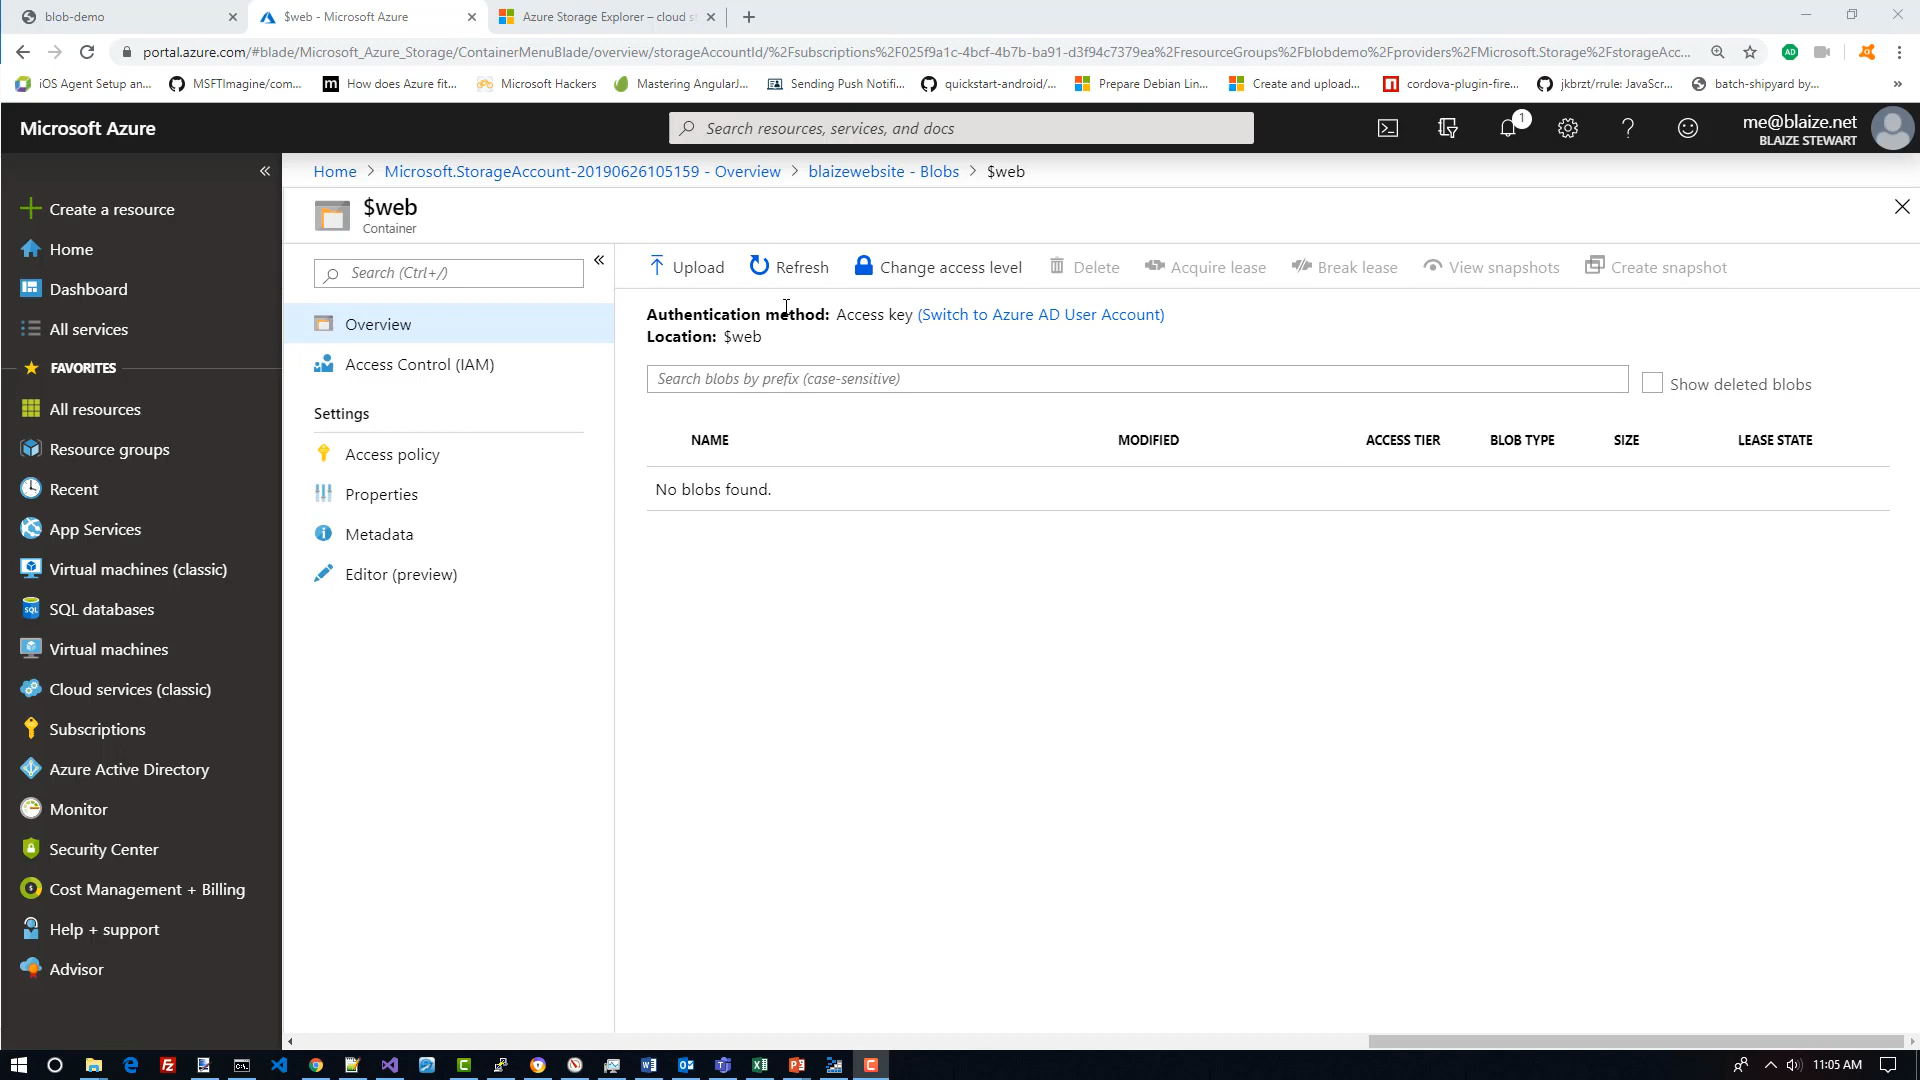 blob-demo
$web - Microsoft Azure
Azure Storage Explorer – cloud s
portal.azure.com/#blade/Microsoft_Azure_Storage/ContainerMenuBlade/overview/storageAccountId/%2Fsubscriptions%2F025f9a1c-4bcf-4b7b-ba91-d3f94c7379ea%2FresourceGroups%2Fblobdemo%2Fproviders%2FMicrosoft.Storage%2FstorageAcc...
iOS Agent Setup an...
MSFTImagine/com...
How does Azure fit...
Microsoft Hackers
Mastering AngularJ...
Sending Push Notifi...
quickstart-android/...
Prepare Debian Lin...
Create and upload...
cordova-plugin-fire...
jkbrzt/rrule: JavaScr...
batch-shipyard by...
Microsoft Azure
Search resources, services, and docs
1
me@blaize.net
BLAIZE STEWART
Home > Microsoft.StorageAccount-20190626105159 - Overview > blaizewebsite - Blobs > $web
$web
Container
Create a resource
Home
Dashboard
All services
FAVORITES
All resources
Resource groups
Recent
App Services
Virtual machines (classic)
SQL databases
Virtual machines
Cloud services (classic)
Subscriptions
Azure Active Directory
Monitor
Security Center
Cost Management + Billing
Help + support
Advisor
Search (Ctrl+/)
Overview
Access Control (IAM)
Settings
Access policy
Properties
Metadata
Editor (preview)
Upload
Refresh
Change access level
Delete
Acquire lease
Break lease
View snapshots
Create snapshot
Authentication method: Access key (Switch to Azure AD User Account)
Location: $web
Search blobs by prefix (case-sensitive)
Show deleted blobs
NAME MODIFIED ACCESS TIER BLOB TYPE SIZE LEASE STATE
No blobs found.
11:05 AM